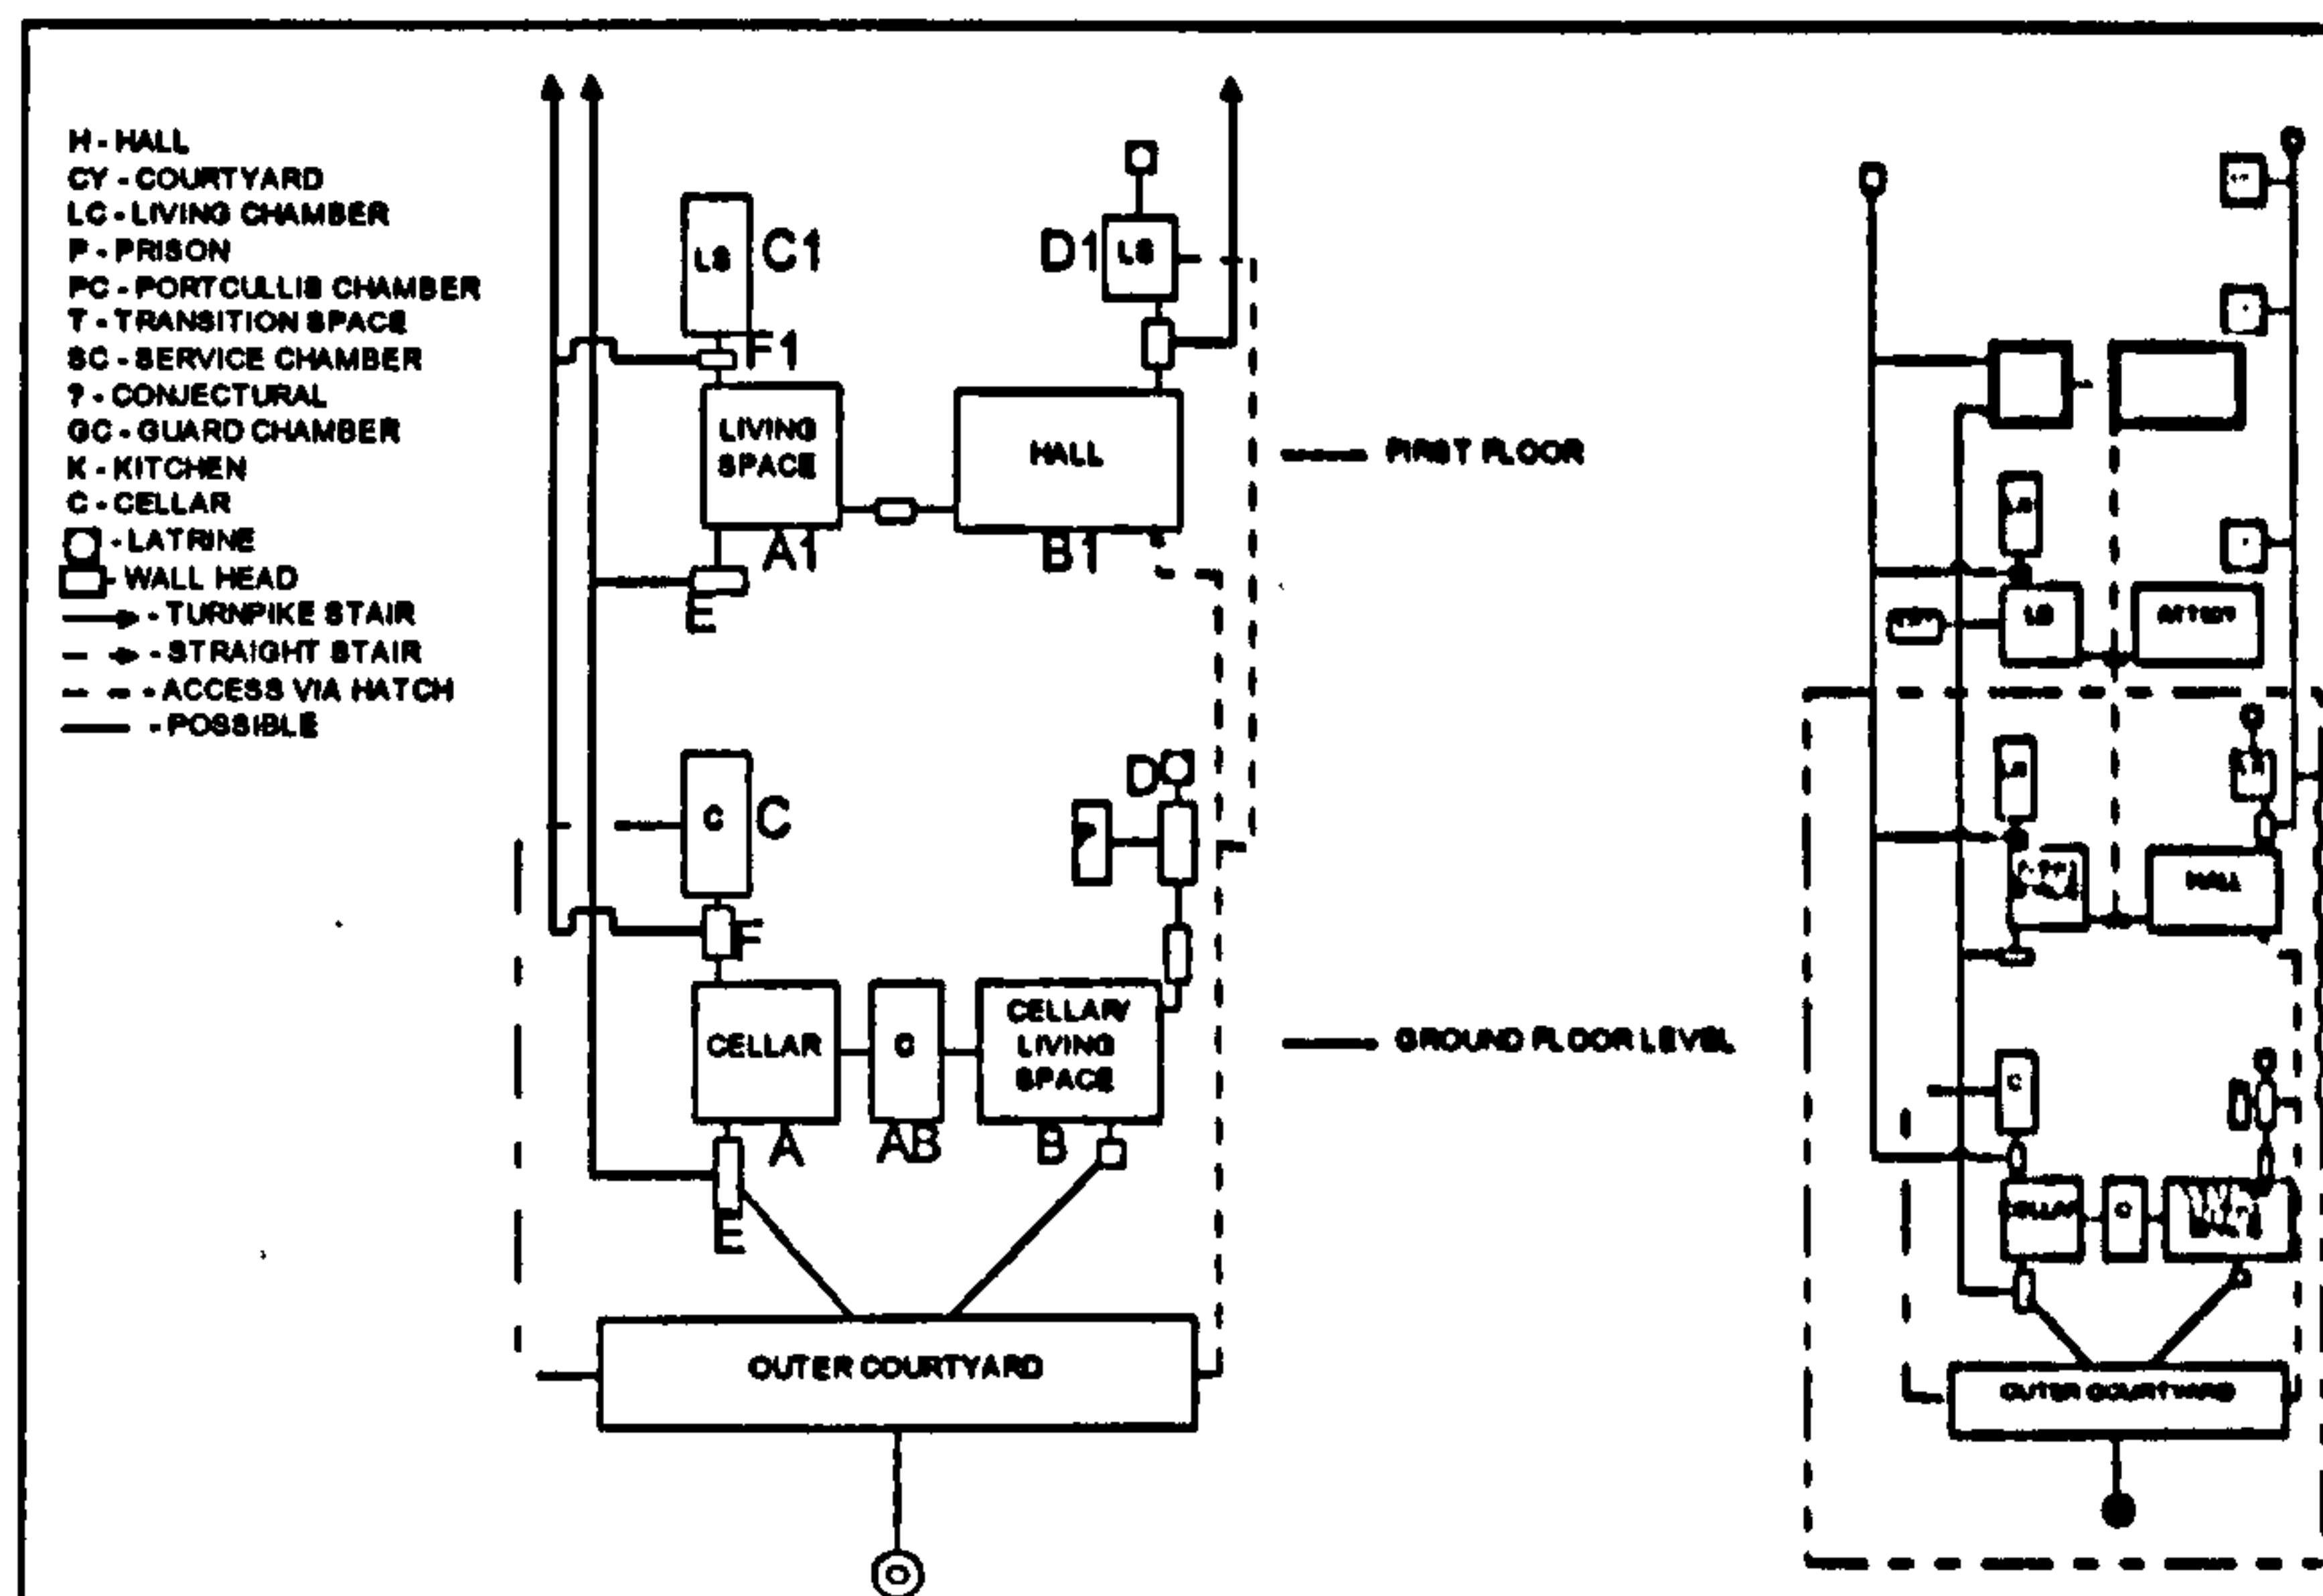 H - HALL
CY - COURTYARD
LC - LIVING CHAMBER
P - PRISON
PC - PORTCULLIS CHAMBER
T - TRANSITION SPACE
SC - SERVICE CHAMBER
? - CONJECTURAL
GC - GUARD CHAMBER
K - KITCHEN
C - CELLAR
- LATRINE
- WALL HEAD
- TURNPIKE STAIR
- STRAIGHT STAIR
- ACCESS VIA HATCH
- POSSIBLE
LS C1
D1 LS
F1
LIVING
SPACE
HALL
FIRST FLOOR
A1
B1
E
D
C C
P
F
CELLAR
C
CELLAR/
LIVING
SPACE
GROUND FLOOR LEVEL
A
AB
B
E
OUTER COURTYARD
LS
LS
LS
HALL
C
CELLAR
C
OUTER COURTYARD